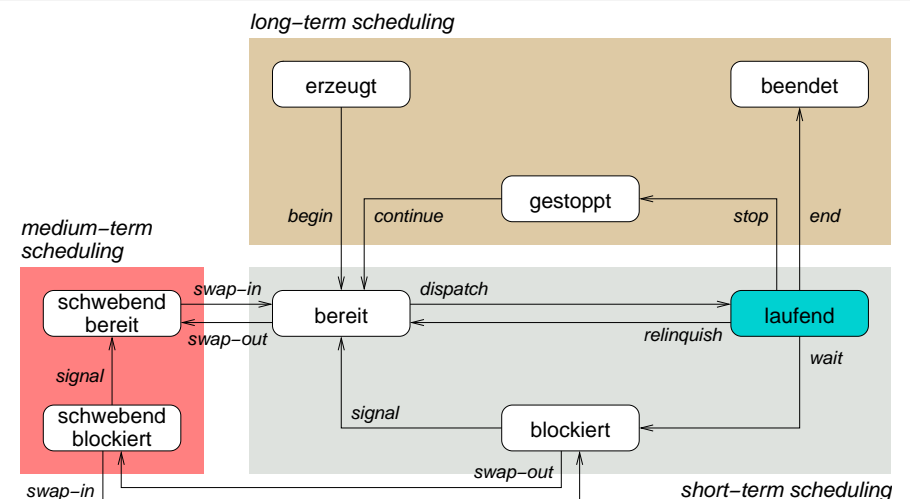 long−term scheduling
erzeugt
beendet
gestoppt
begin
continue
stop
end
medium−term
scheduling
schwebend
bereit
swap−in
swap−out
bereit
dispatch
relinquish
laufend
wait
signal
schwebend
blockiert
signal
blockiert
swap−out
swap−in
short−term scheduling